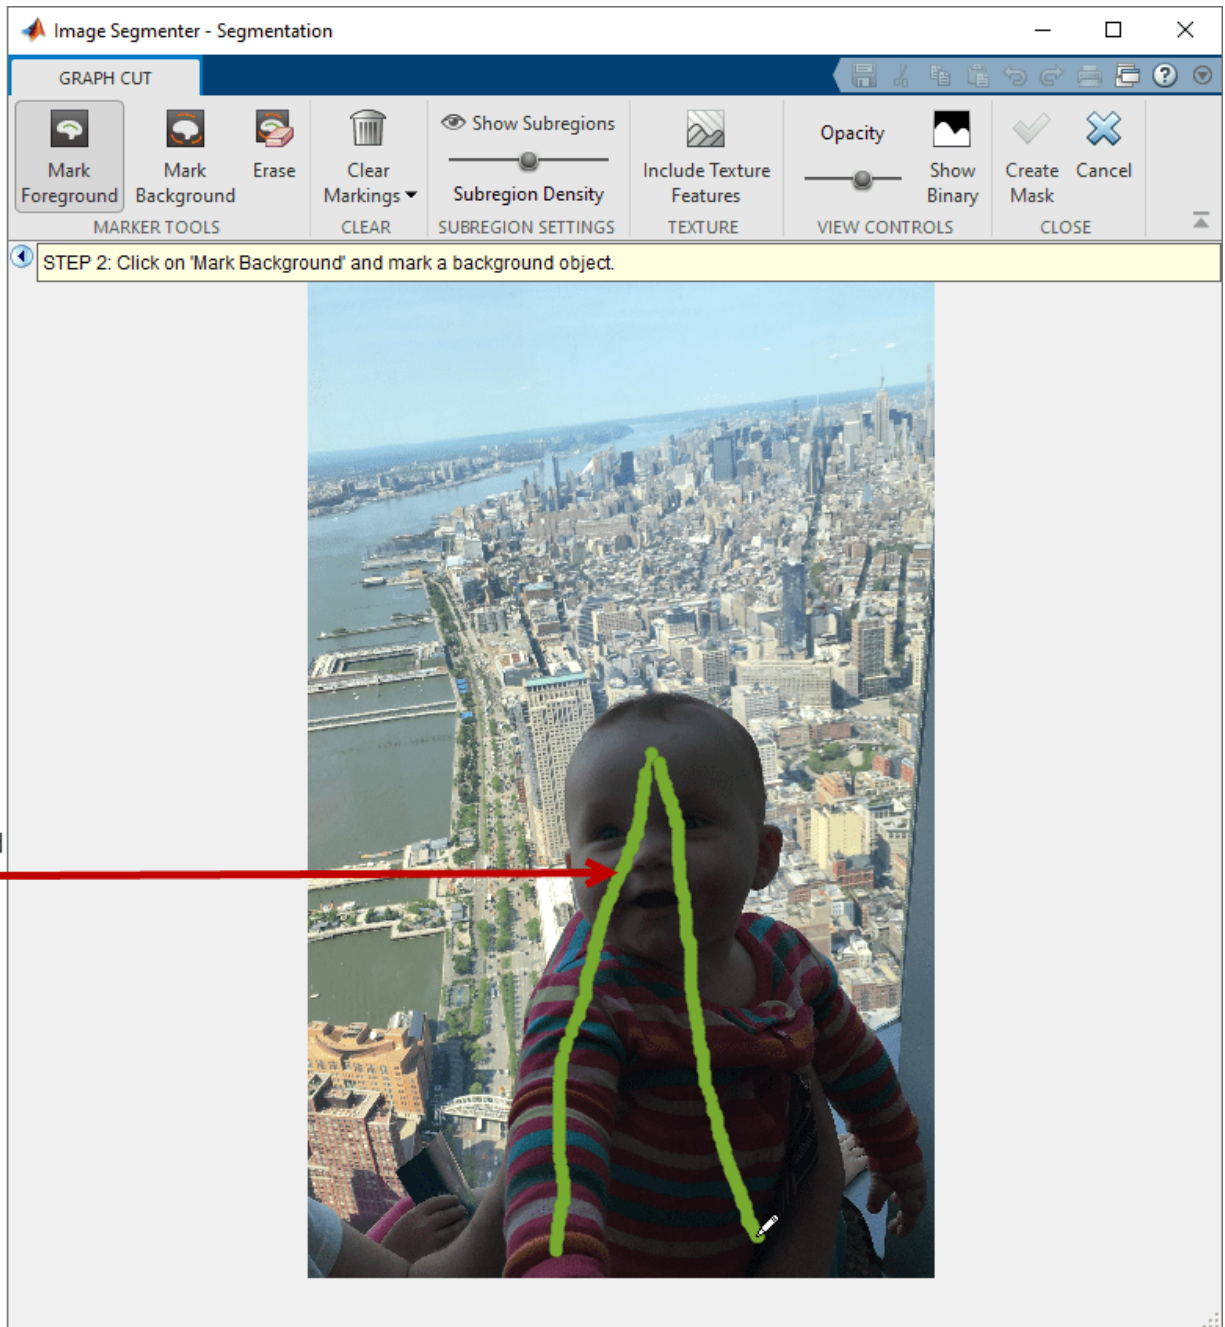 Image Segmenter - Segmentation
GRAPH CUT
Mark Foreground
Mark Background
Erase
Clear Markings
Show Subregions
Subregion Density
Include Texture Features
Opacity
Show Binary
Create Mask
Cancel
MARKER TOOLS
CLEAR
SUBREGION SETTINGS
TEXTURE
VIEW CONTROLS
CLOSE
STEP 2: Click on 'Mark Background' and mark a background object.